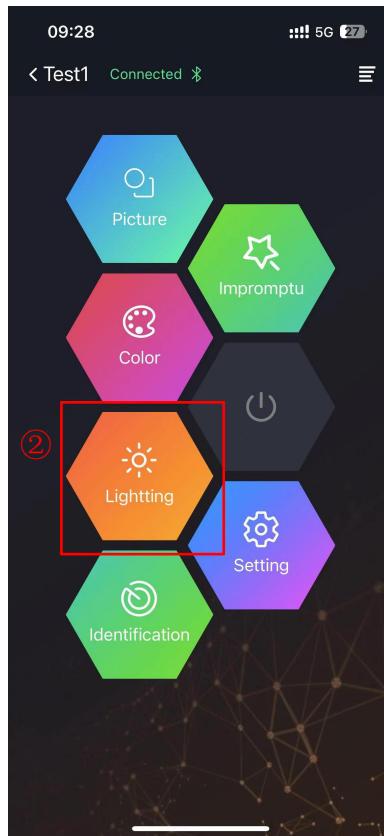 09:28 5G 27
Test1 Connected
Picture
Impromptu
Color
②
Lightting
Setting
Identification